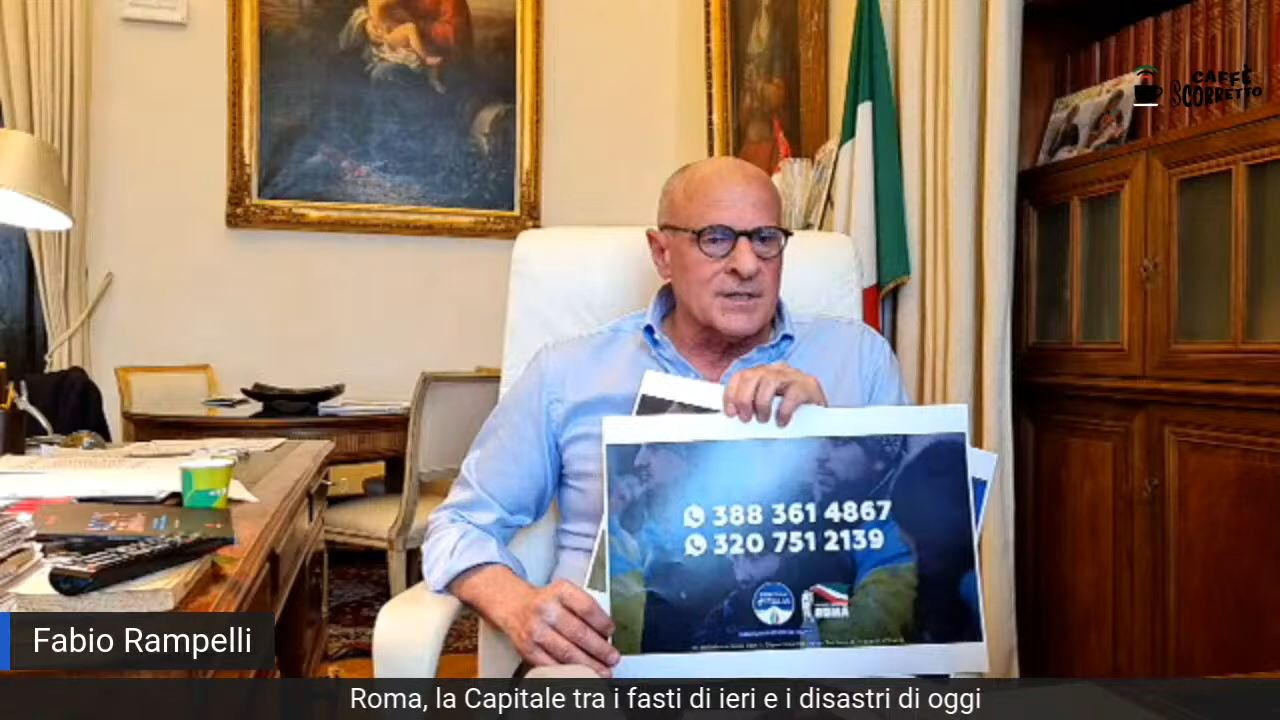 CAFFÈ
SCORRETTO
388 361 4867
320 751 2139
D'ITALIA
ROMA
Fabio Rampelli
Roma, la Capitale tra i fasti di ieri e i disastri di oggi